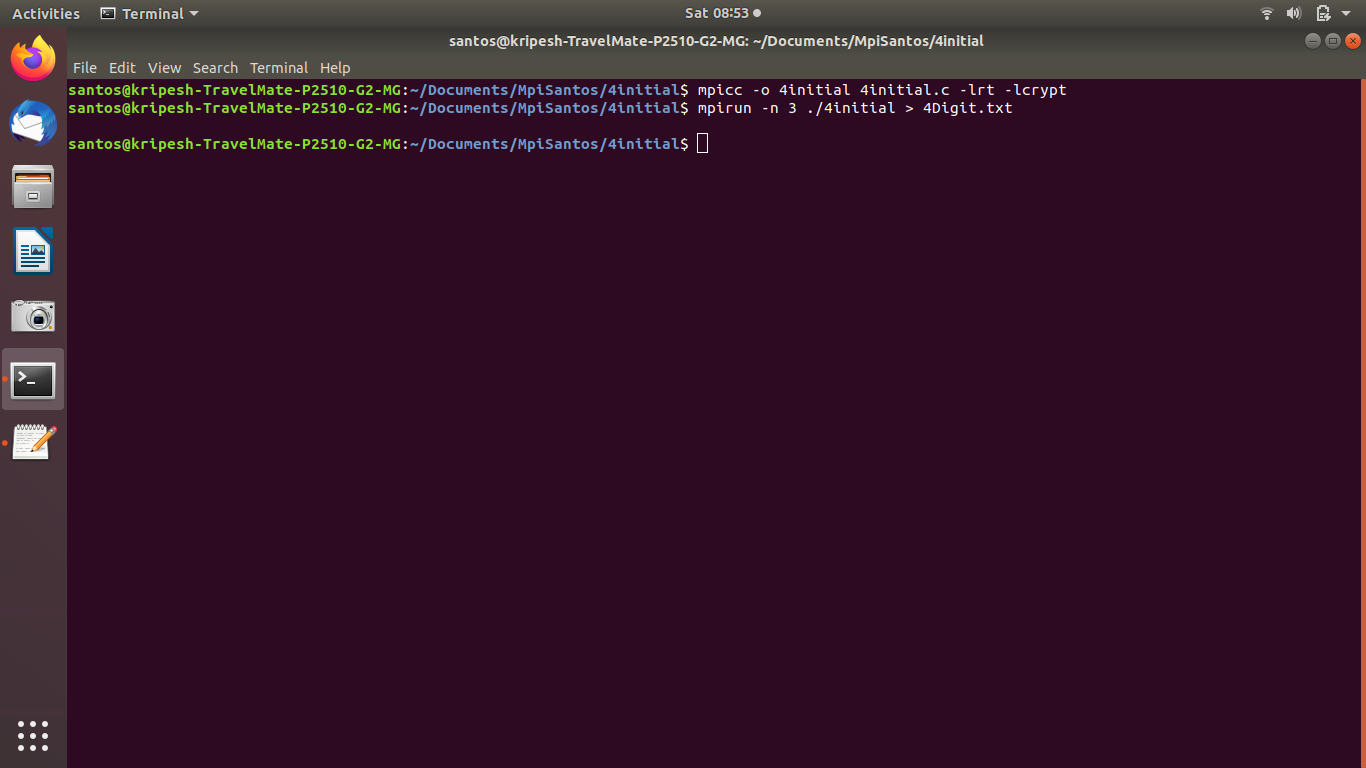 Activities Terminal Sat 08:53
santos@kripesh-TravelMate-P2510-G2-MG: ~/Documents/MpiSantos/4initial
File Edit View Search Terminal Help
santos@kripesh-TravelMate-P2510-G2-MG:~/Documents/MpiSantos/4initial$ mpicc -o 4initial 4initial.c -lrt -lcrypt
santos@kripesh-TravelMate-P2510-G2-MG:~/Documents/MpiSantos/4initial$ mpirun -n 3 ./4initial > 4Digit.txt
santos@kripesh-TravelMate-P2510-G2-MG:~/Documents/MpiSantos/4initial$